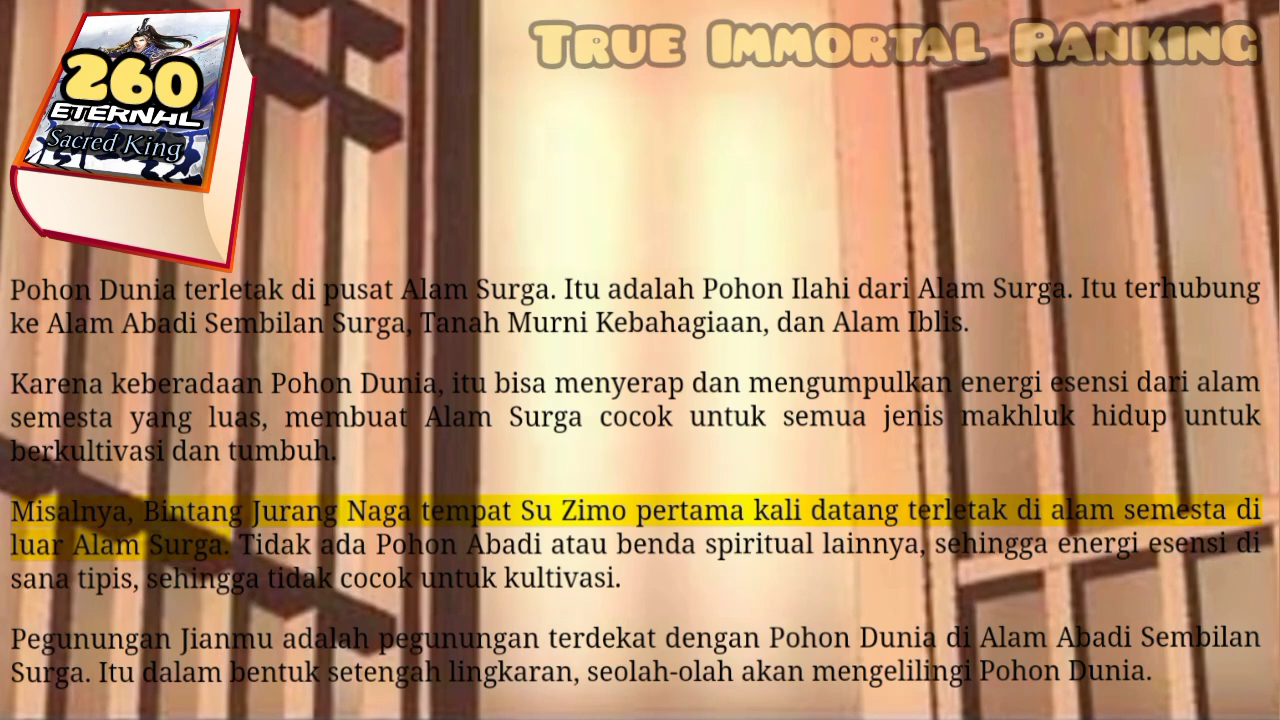 True Immortal Ranking
260
ETERNAL
Sacred King
Pohon Dunia terletak di pusat Alam Surga. Itu adalah Pohon Ilahi dari Alam Surga. Itu terhubung
ke Alam Abadi Sembilan Surga, Tanah Murni Kebahagiaan, dan Alam Iblis.
Karena keberadaan Pohon Dunia, itu bisa menyerap dan mengumpulkan energi esensi dari alam
semesta yang luas, membuat Alam Surga cocok untuk semua jenis makhluk hidup untuk
berkultivasi dan tumbuh.
Misalnya, Bintang Jurang Naga tempat Su Zimo pertama kali datang terletak di alam semesta di
luar Alam Surga. Tidak ada Pohon Abadi atau benda spiritual lainnya, sehingga energi esensi di
sana tipis, sehingga tidak cocok untuk kultivasi.
Pegunungan Jianmu adalah pegunungan terdekat dengan Pohon Dunia di Alam Abadi Sembilan
Surga. Itu dalam bentuk setengah lingkaran, seolah-olah akan mengelilingi Pohon Dunia.